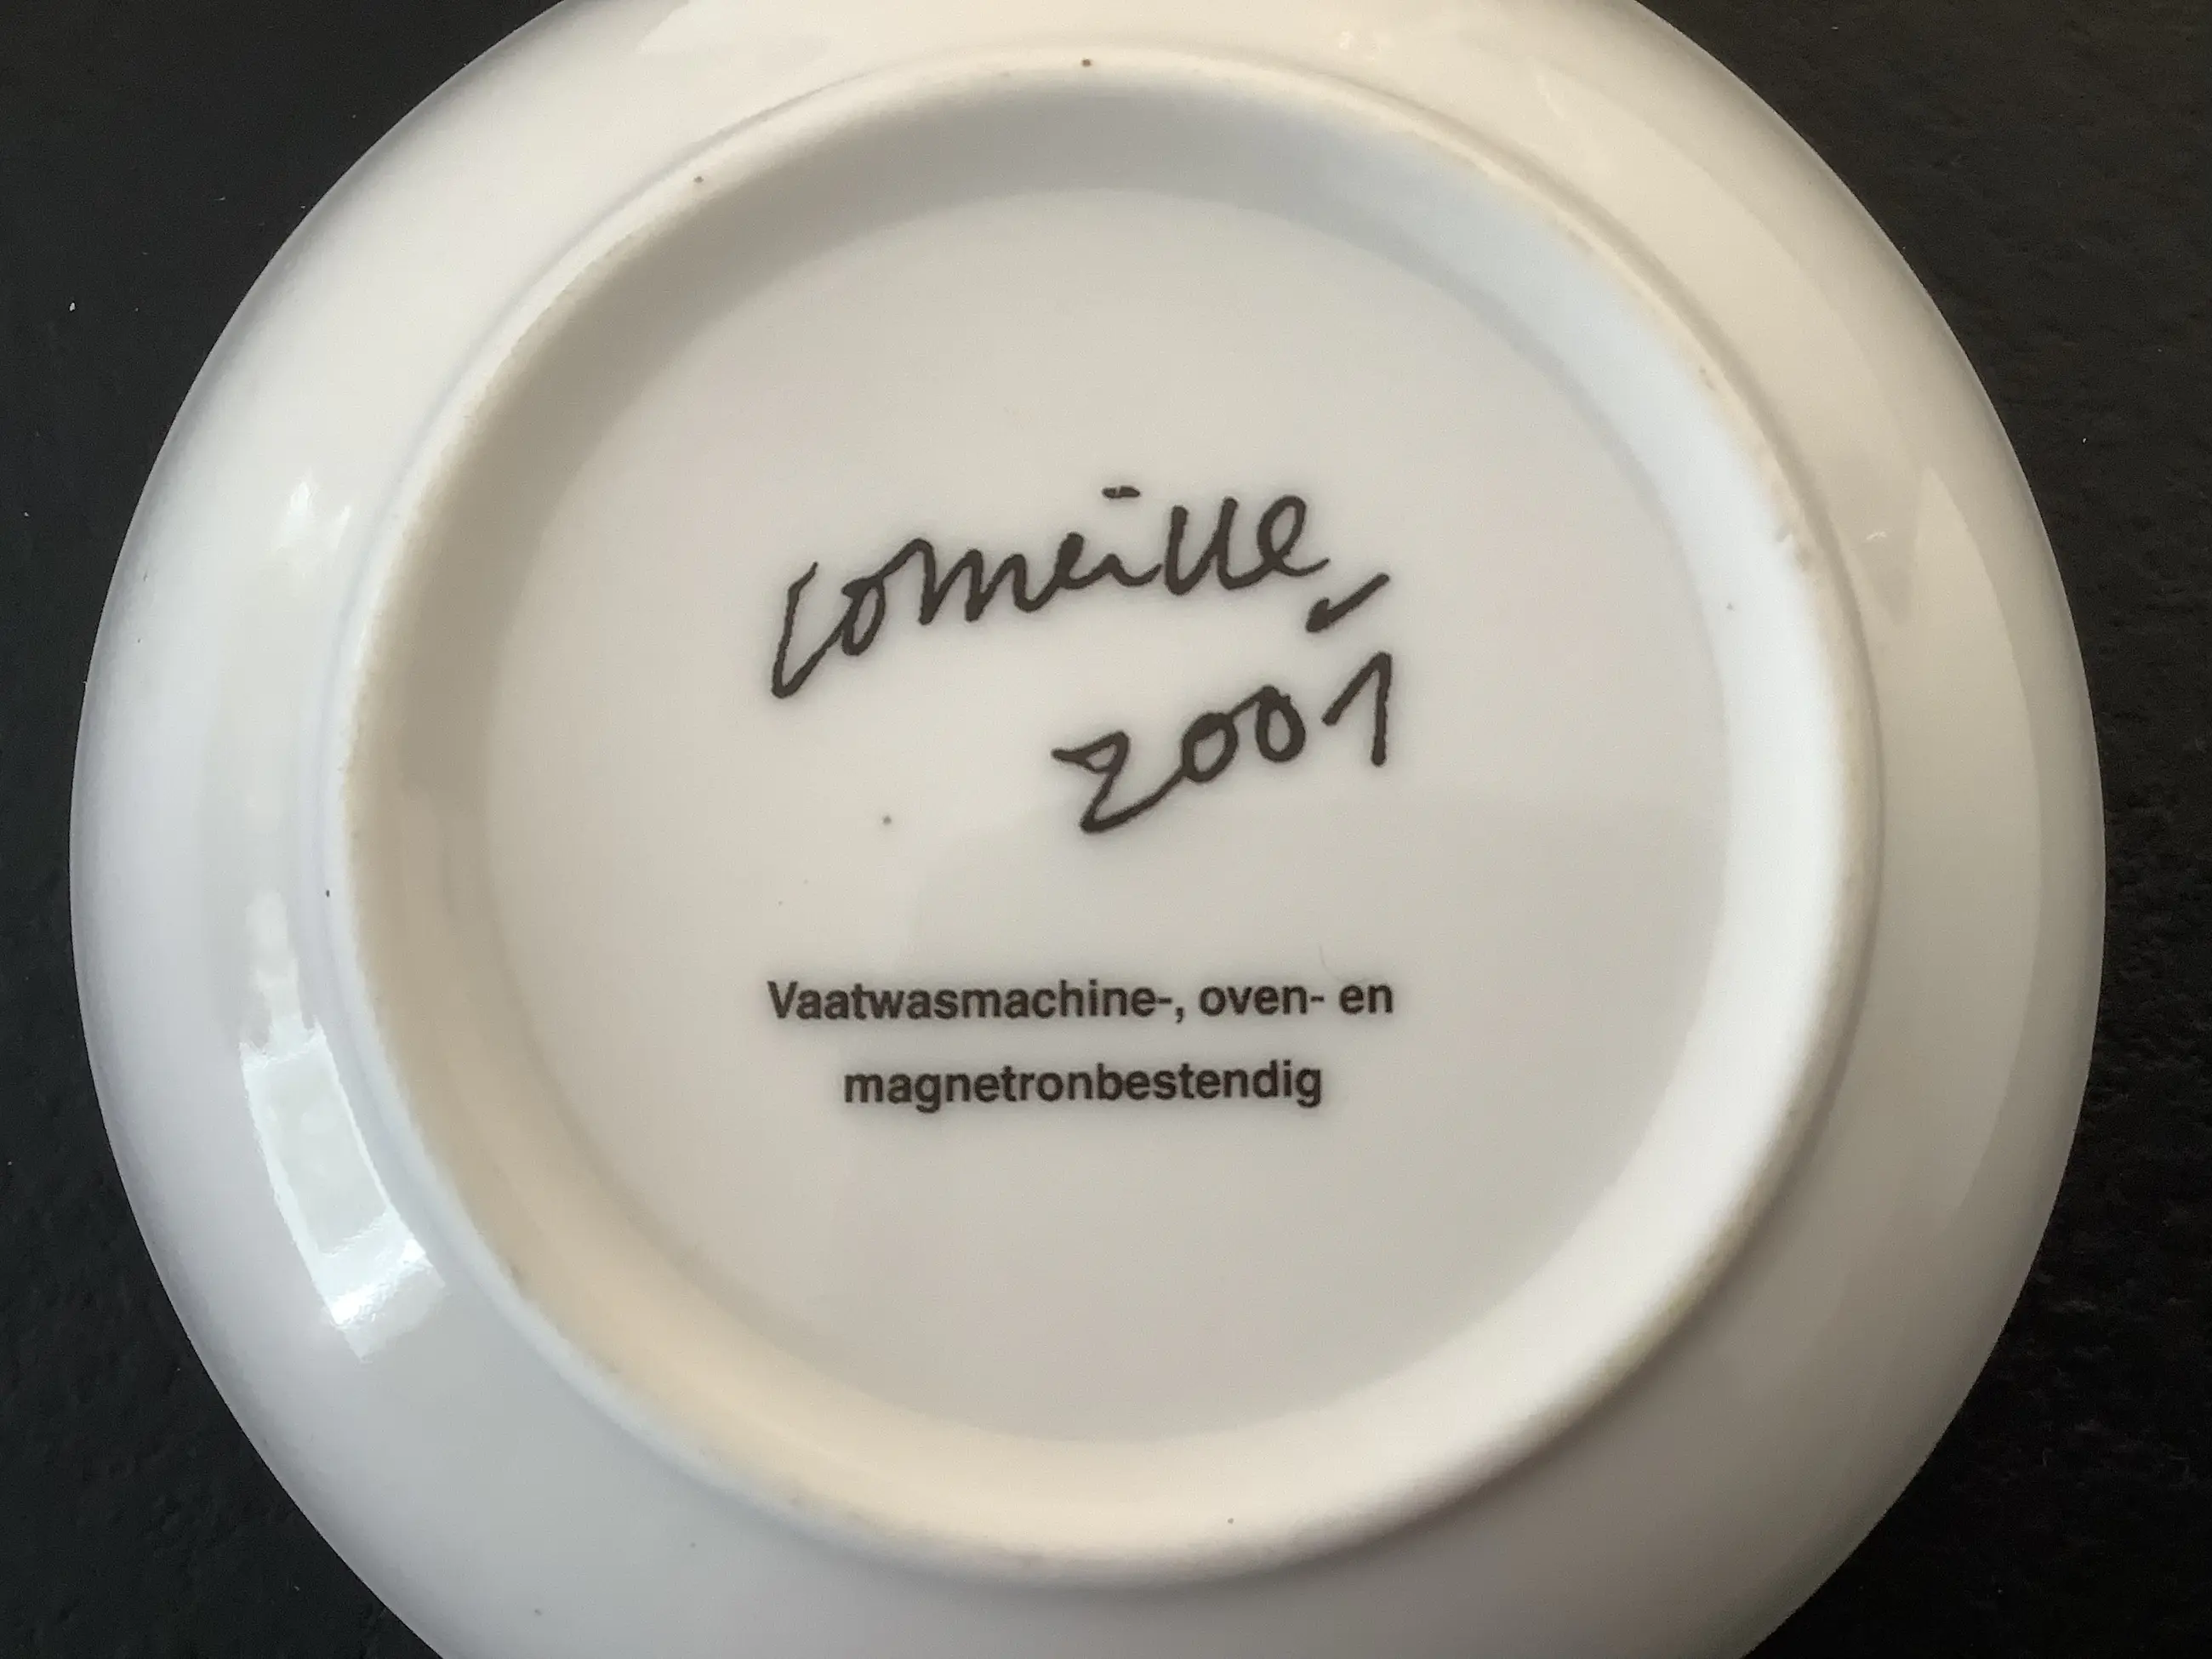 Corneille
2001
Vaatwasmachine-, oven- en
magnetronbestendig